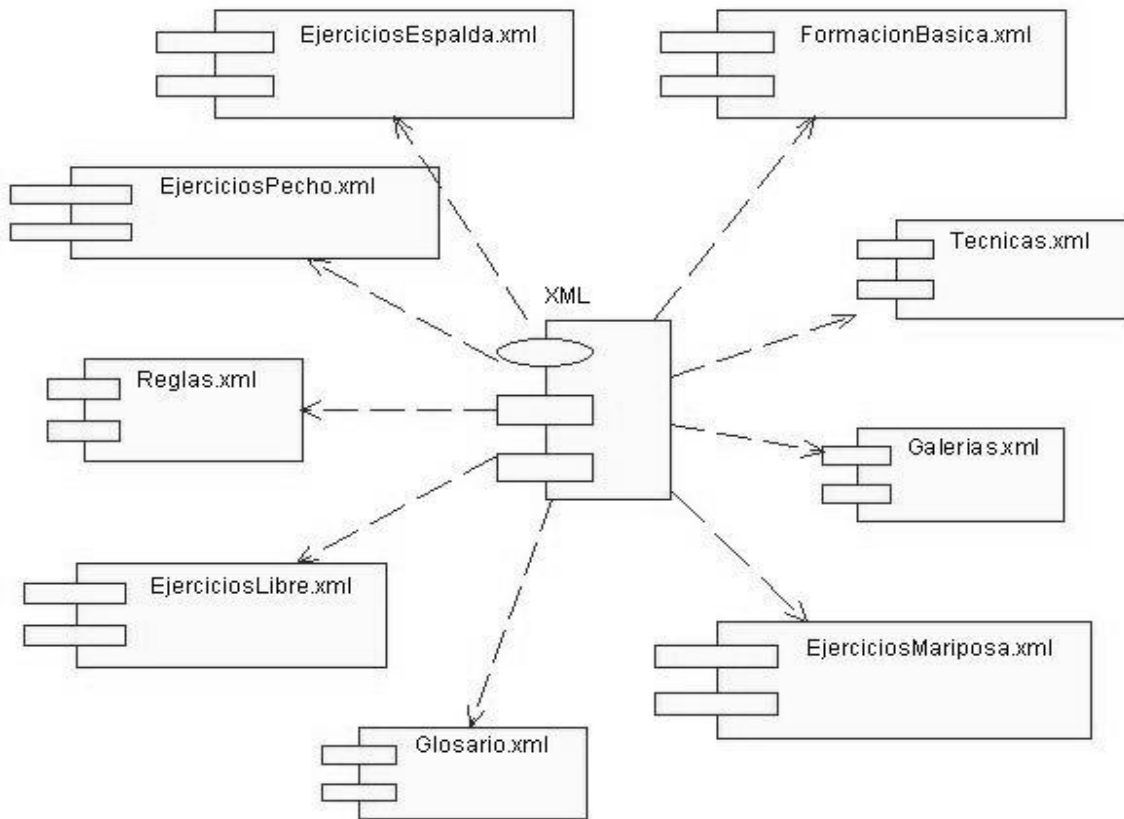 EjerciciosEspalda.xml
FormacionBasica.xml
EjerciciosPecho.xml
Tecnicas.xml
XML
Reglas.xml
Galerias.xml
EjerciciosLibre.xml
EjerciciosMariposa.xml
Glosario.xml